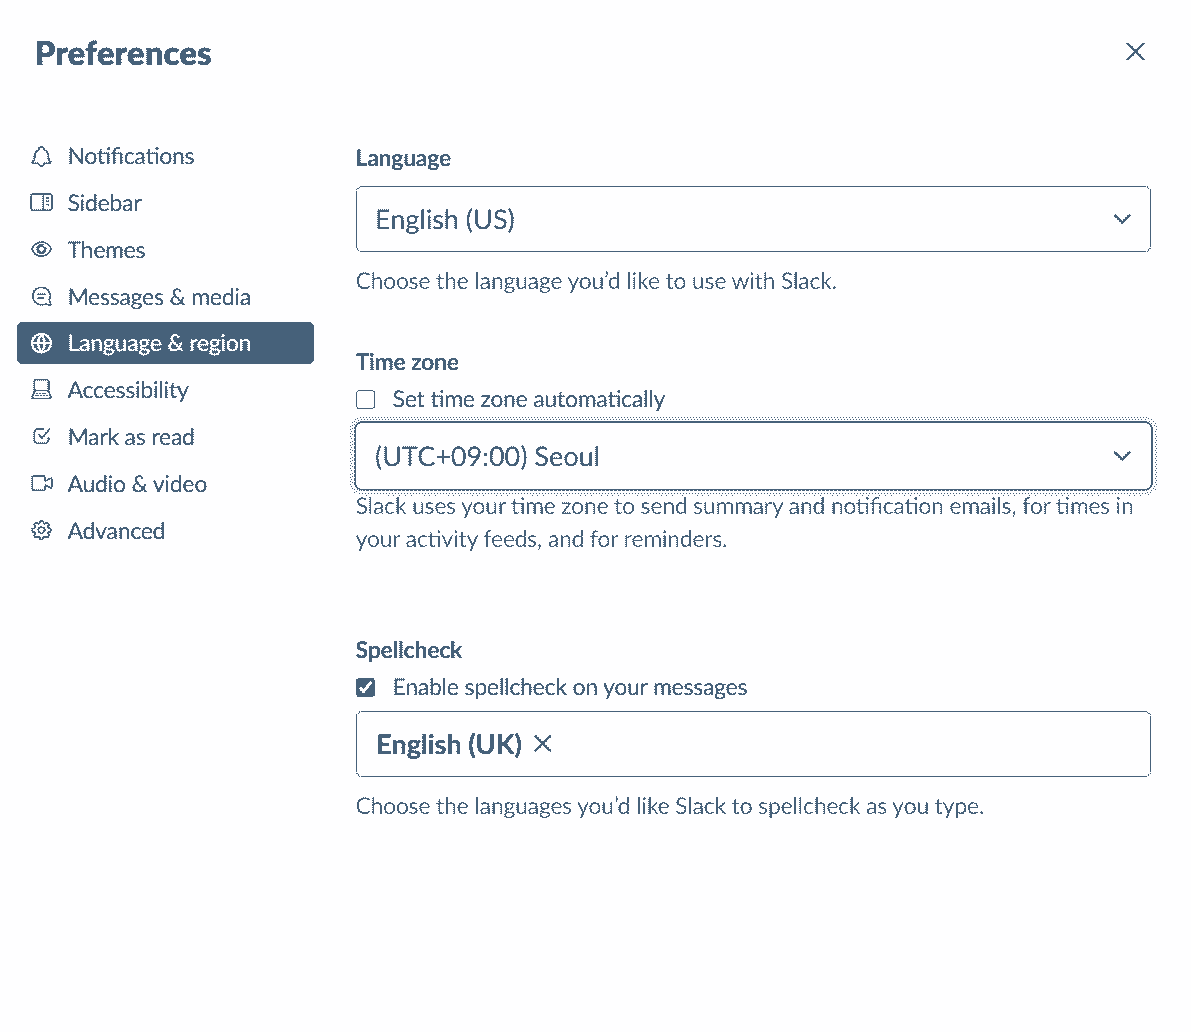 Preferences
Notifications
Sidebar
Themes
Messages & media
Language & region
Accessibility
Mark as read
Audio & video
Advanced
Language
English (US)
Choose the language you’d like to use with Slack.
Time zone
Set time zone automatically
(UTC+09:00) Seoul
Slack uses your time zone to send summary and notification emails, for times in
your activity feeds, and for reminders.
Spellcheck
Enable spellcheck on your messages
English (UK)
Choose the languages you’d like Slack to spellcheck as you type.